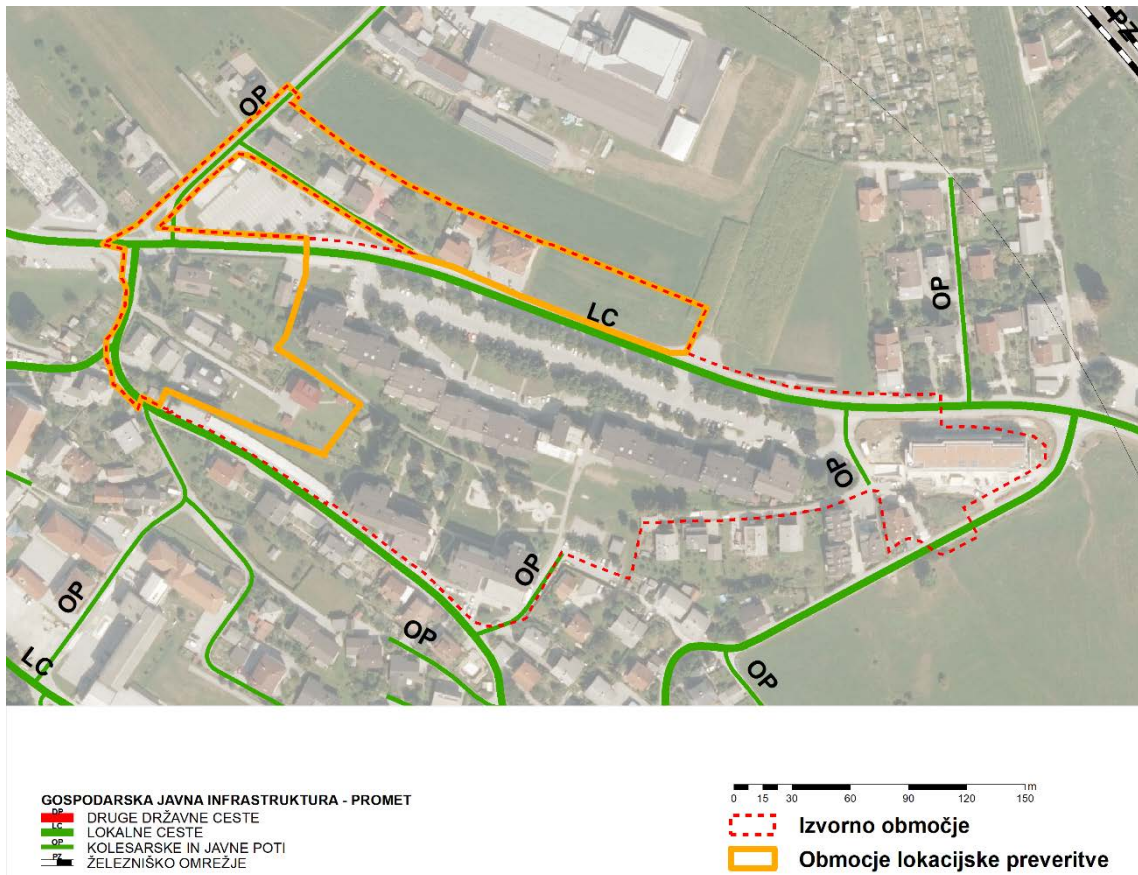 PZ
OP
LC
OP
OP
OP
OP
OP
LC
OP
GOSPODARSKA JAVNA INFRASTRUKTURA - PROMET
DP DRUGE DRŽAVNE CESTE
LC LOKALNE CESTE
OP KOLESARSKE IN JAVNE POTI
PZ ŽELEZNIŠKO OMREŽJE
0 15 30 60 90 120 150 m
Izvorno območje
Obmocje lokacijske preveritve